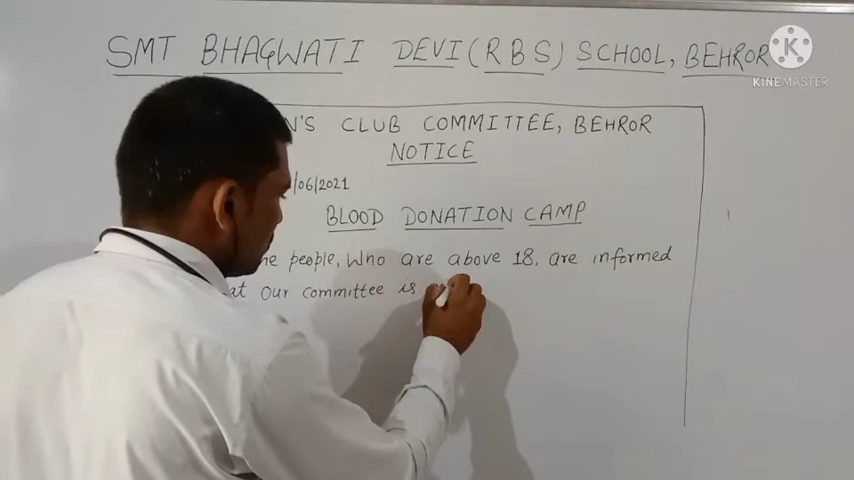 SMT BHAGWATI DEVI (RBS) SCHOOL, BEHROR
KINEMASTER
CLUB COMMITTEE, BEHROR
NOTICE
/06/2021
BLOOD DONATION CAMP
people, Who are above 18, are informed
Our committee is